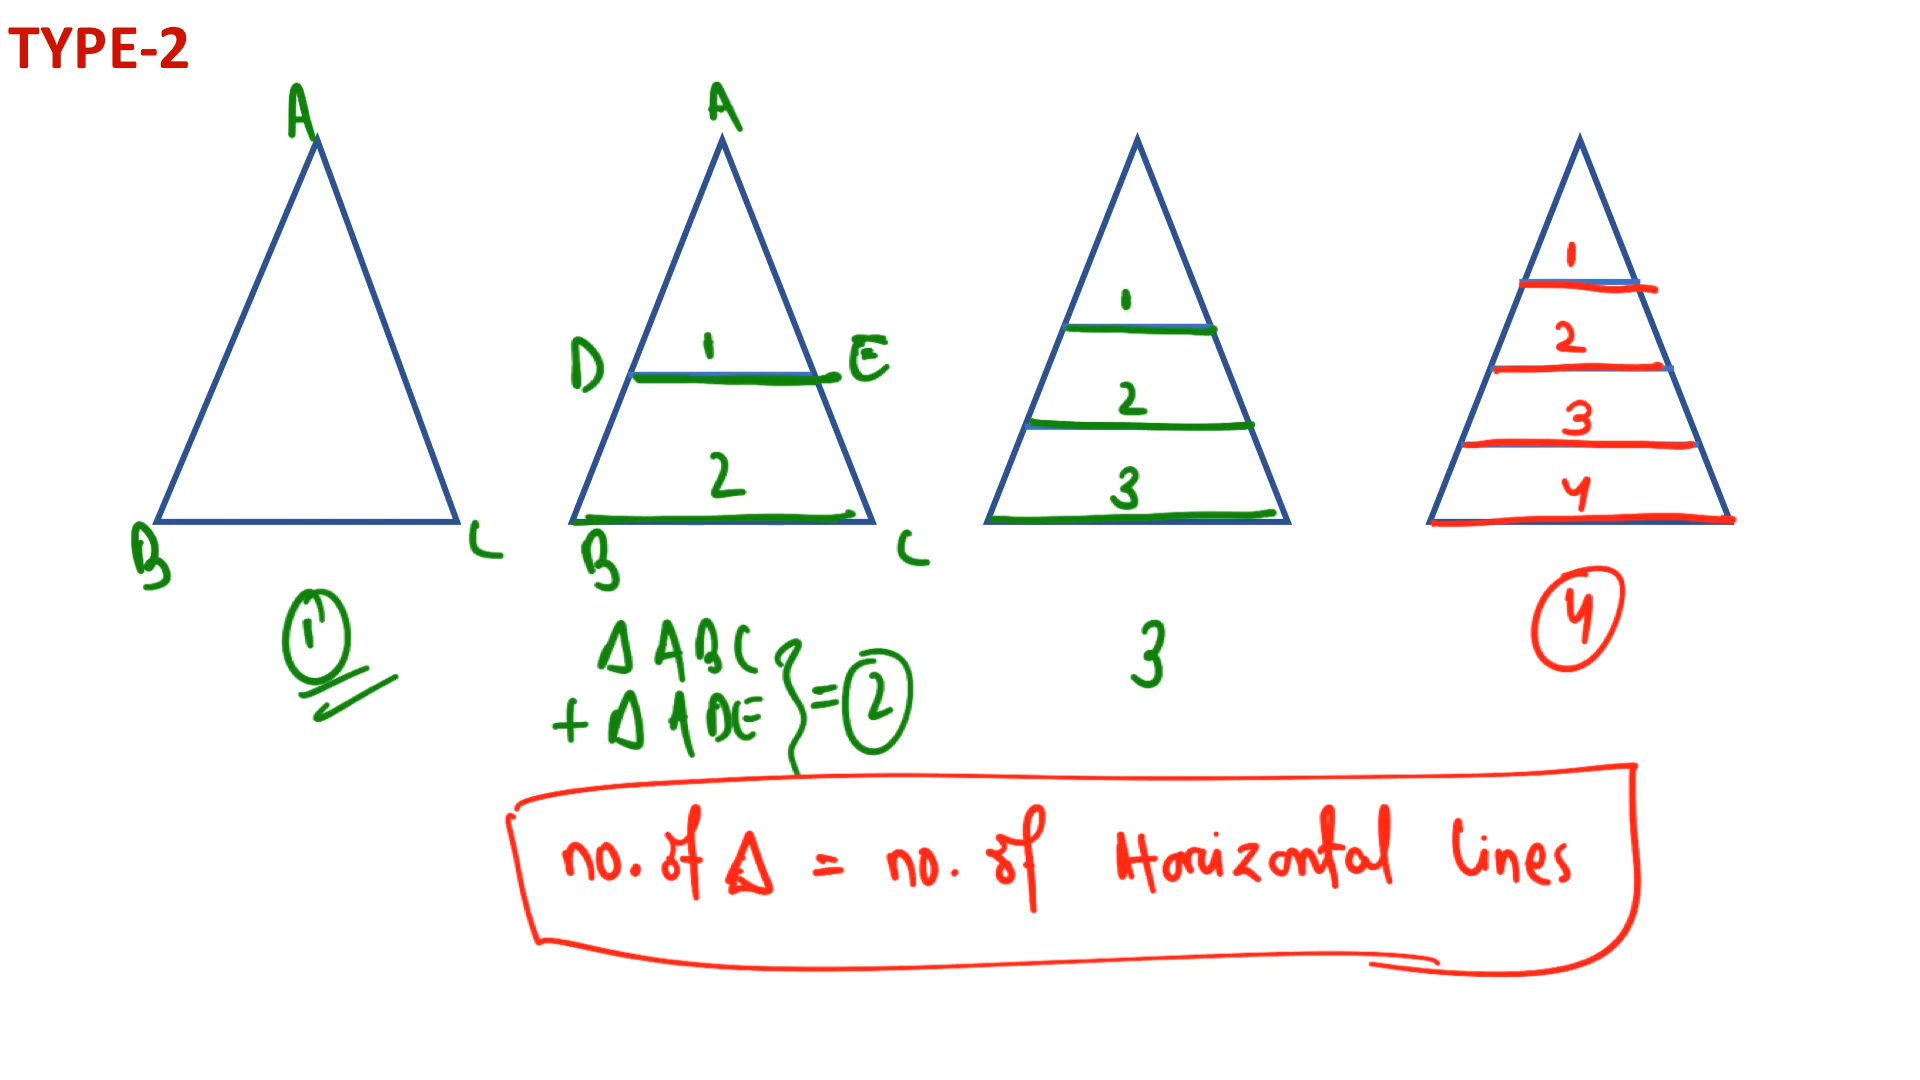 TYPE-2
A
A
1
1
D
1
E
2
2
3
2
3
4
B
C
B
C
1
Δ ABC
+ Δ ADE } = 2
3
4
no. of Δ = no. of Horizontal lines